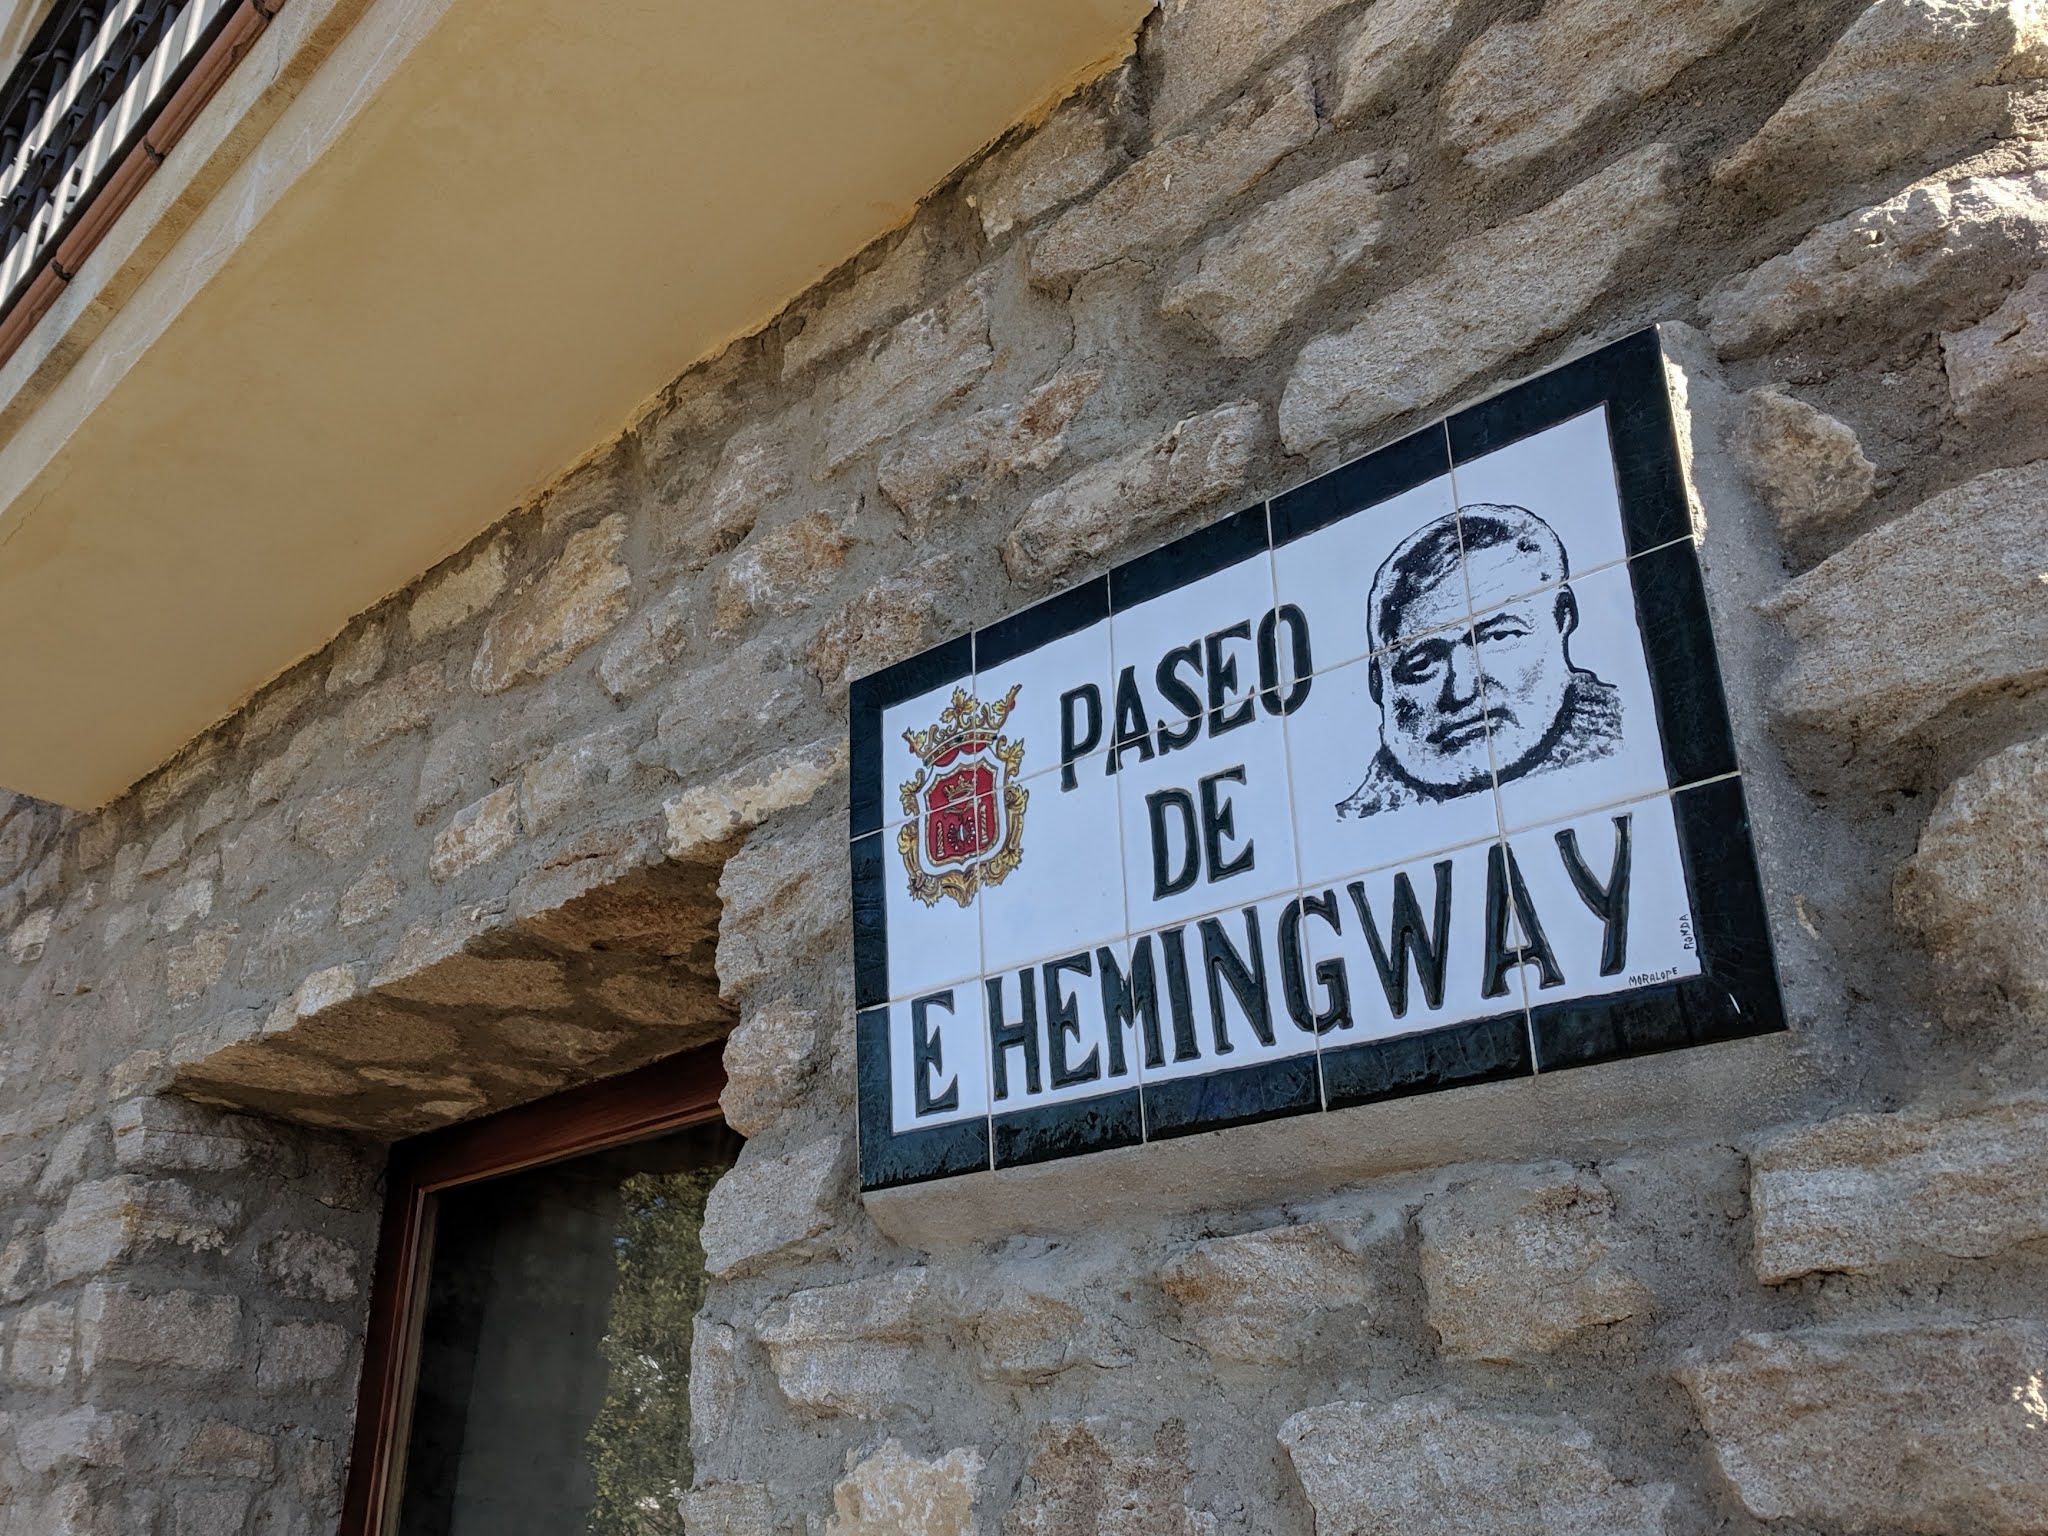 PASEO
DE
E HEMINGWAY
MORALOPE
RONDA